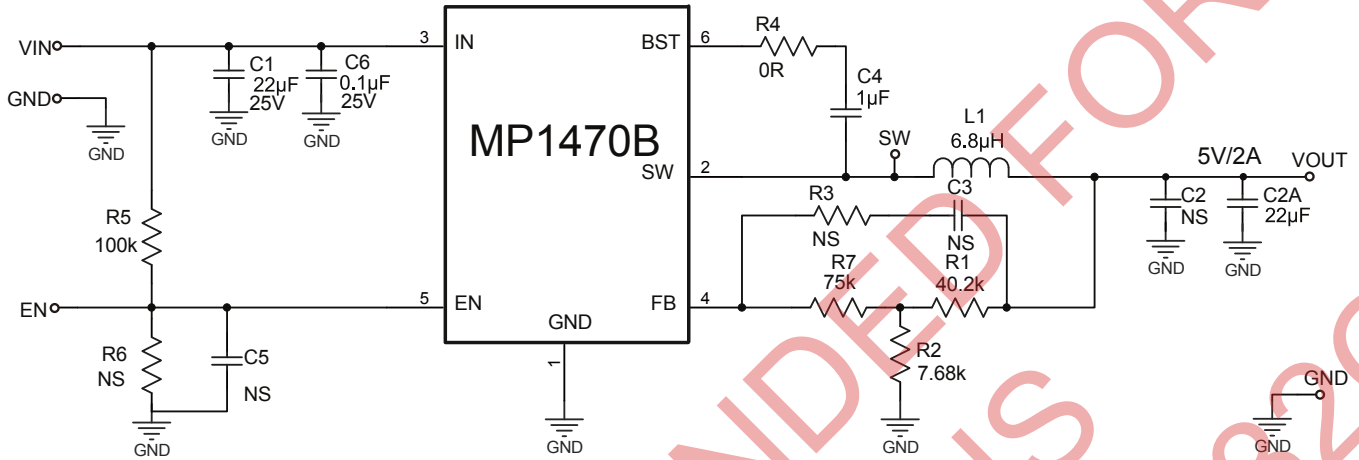 VIN
GND
GND
3
IN
C1
22µF
25V
GND
C6
0.1µF
25V
GND
MP1470B
BST
6
R4
0R
C4
1µF
SW
2
SW
L1
6.8µH
5V/2A
VOUT
C2
NS
GND
C2A
22µF
GND
R3
NS
C3
NS
R5
100k
R7
75k
R1
40.2k
EN
5
EN
FB
4
GND
1
GND
R6
NS
C5
NS
GND
R2
7.68k
GND
GND
GND
NDED FOR
NS